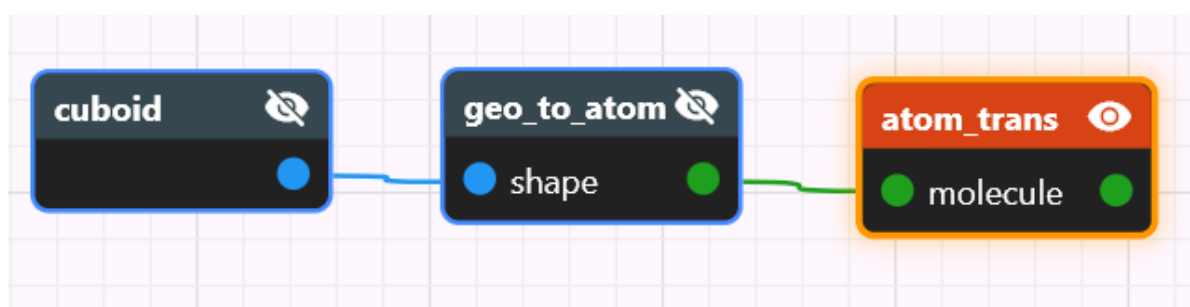 cuboid
geo_to_atom
shape
atom_trans
molecule